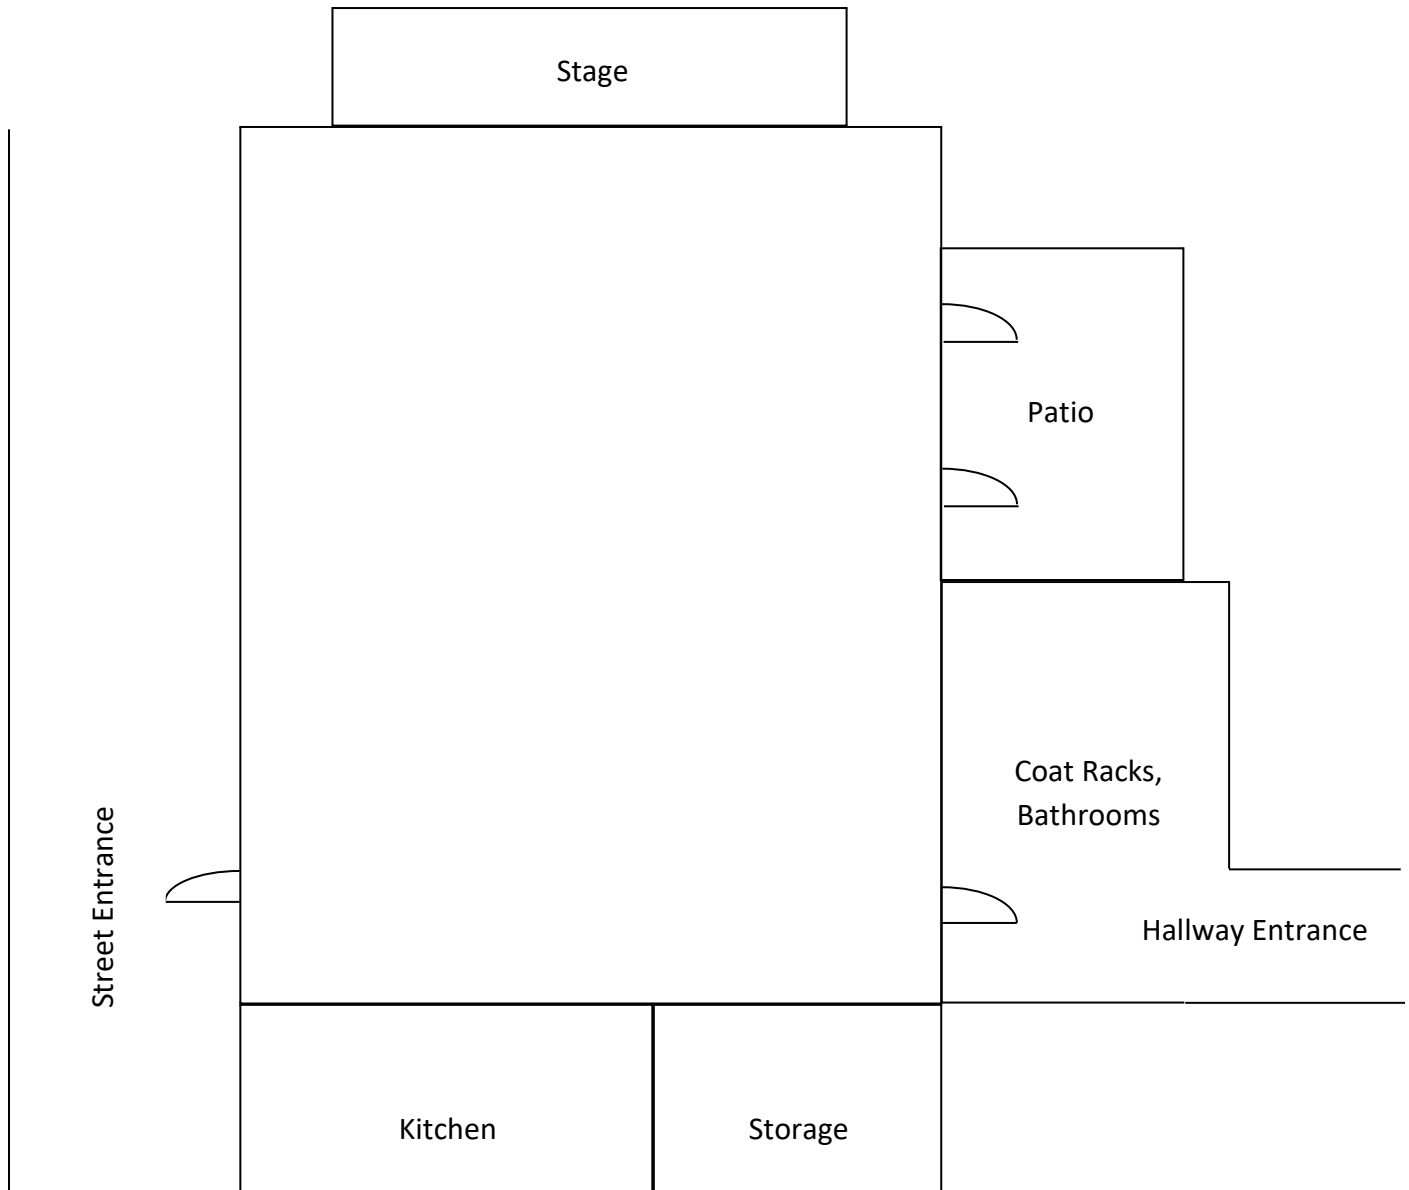 Stage
Patio
Coat Racks,
Bathrooms
Street Entrance
Hallway Entrance
Kitchen
Storage